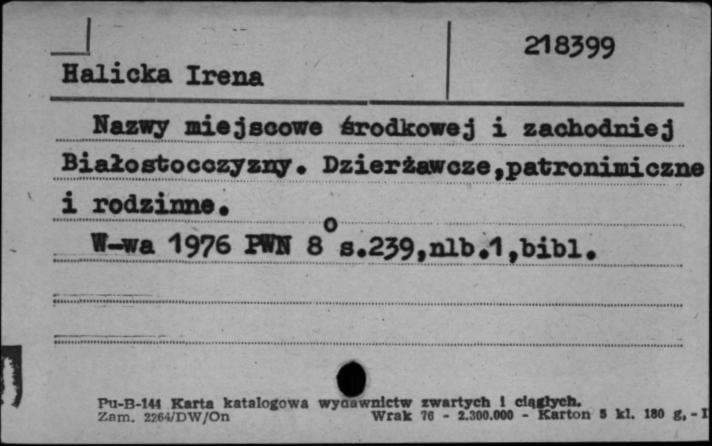 218399
Halicka Irena
Nazwy miejscowe środkowej i zachodniej
Białostocczyzny. Dzierżawcze,patronimiczne
i rodzinne.
W-wa 1976 PWN 8° s.239,nlb.1,bibl.
Pu-B-144 Karta katalogowa wydawnictw zwartych i ciągłych.
Zam. 2264/DW/On Wrak 76 - 2.300.000 - Karton 5 kl. 180 g, - I